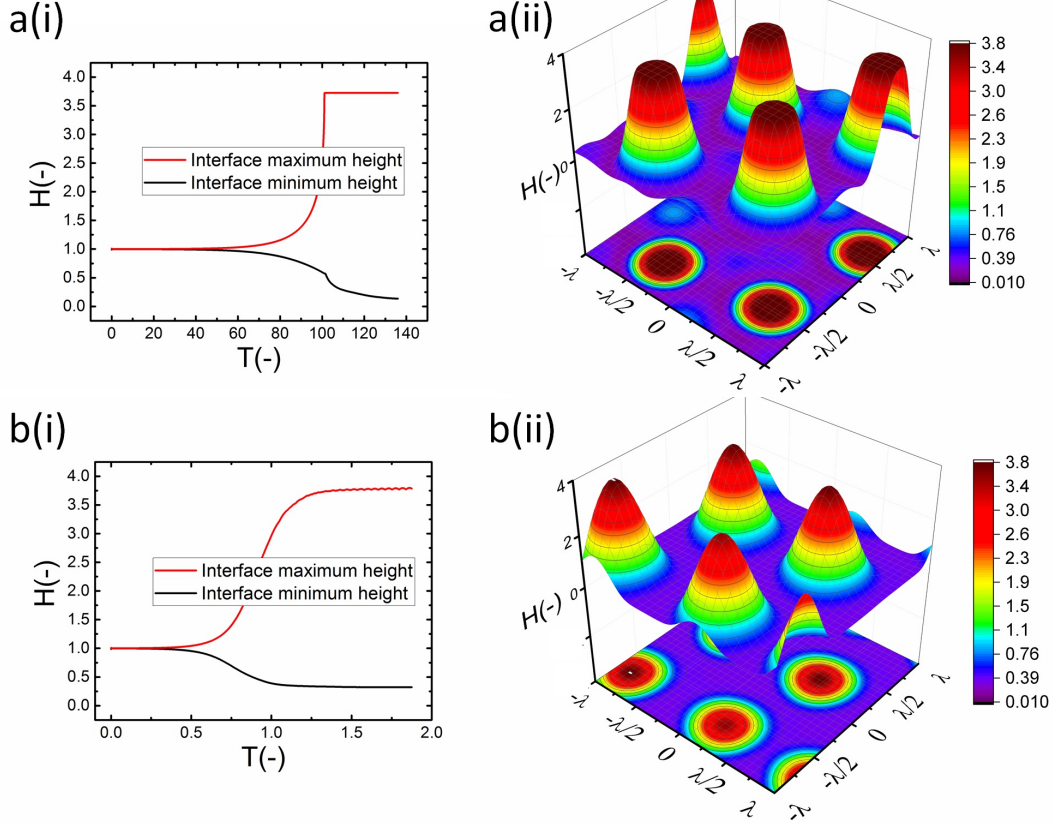 a(i)
H(-)
4.0
3.5
3.0
2.5
2.0
1.5
1.0
0.5
0.0
Interface maximum height
Interface minimum height
0 20 40 60 80 100 120 140
T(-)
a(ii)
H(-)
4
2
0
-λ -λ/2 0 λ/2 λ
-λ -λ/2 0 λ/2 λ
3.8
3.4
3.0
2.6
2.3
1.9
1.5
1.1
0.76
0.39
0.010
b(i)
H(-)
4.0
3.5
3.0
2.5
2.0
1.5
1.0
0.5
0.0
Interface maximum height
Interface minimum height
0.0 0.5 1.0 1.5 2.0
T(-)
b(ii)
H(-)
4
2
0
-λ -λ/2 0 λ/2 λ
-λ -λ/2 0 λ/2 λ
3.8
3.4
3.0
2.6
2.3
1.9
1.5
1.1
0.76
0.39
0.010